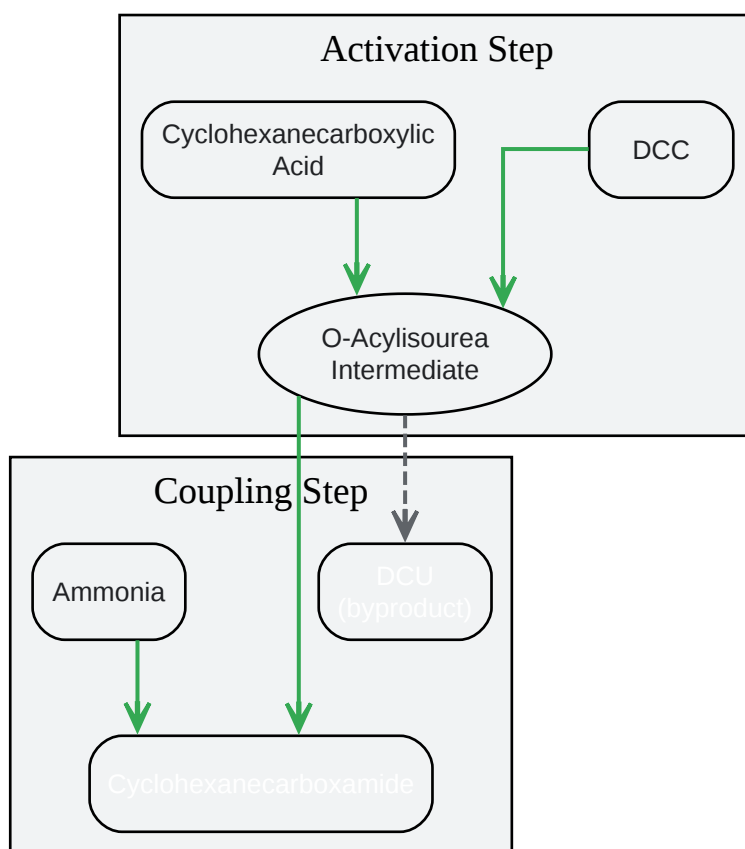 Activation Step
Cyclohexanecarboxylic
Acid
DCC
O-Acylisourea
Intermediate
Coupling Step
Ammonia
DCU
(byproduct)
Cyclohexanecarboxamide